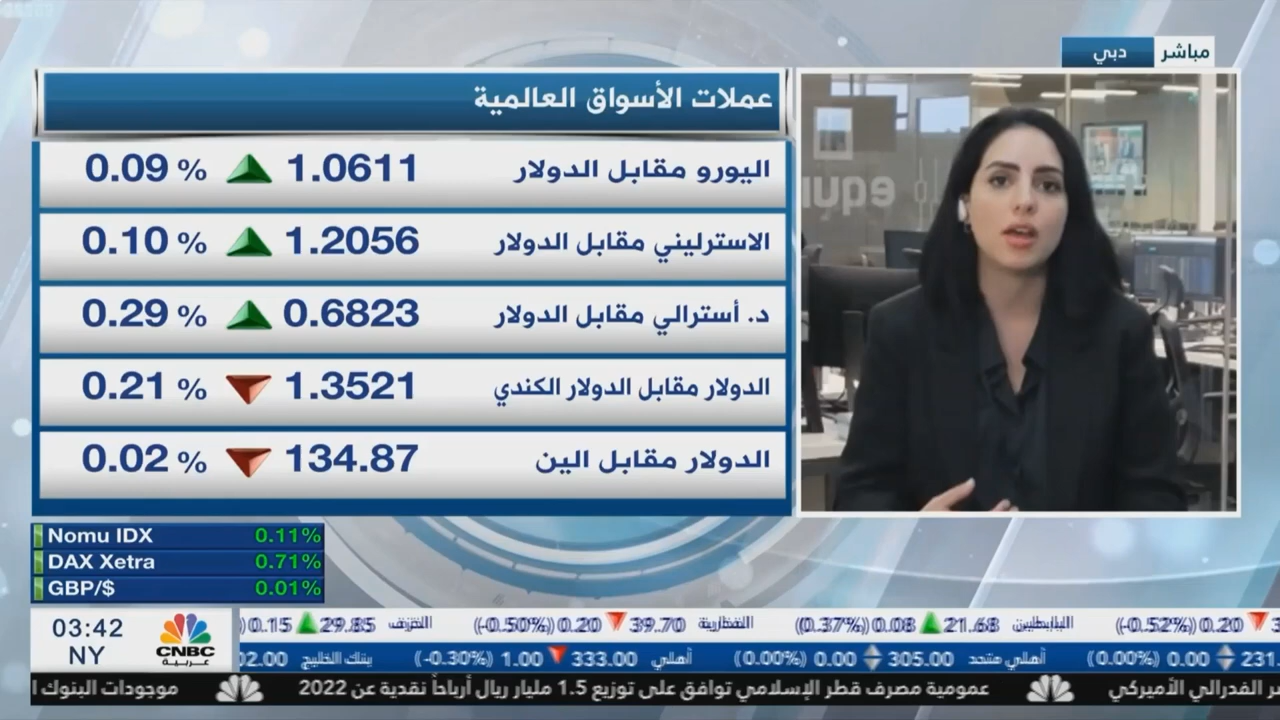 مباشر دبي
عملات الأسواق العالمية
اليورو مقابل الدولار 1.0611 0.09 %
الاسترليني مقابل الدولار 1.2056 0.10 %
د. أسترالي مقابل الدولار 0.6823 0.29 %
الدولار مقابل الدولار الكندي 1.3521 0.21 %
الدولار مقابل الين 134.87 0.02 %
Nomu IDX 0.11%
DAX Xetra 0.71%
GBP/$ 0.01%
03:42
NY
CNBC
عربية
0.20 (-0.52%) البابطين 21.68 0.08 (0.37%) القطرية 39.70 0.20 (-0.50%) الخزف 29.85 0.15
231. 0.00 (0.00%) أهلي متحد 305.00 0.00 (0.00%) أهلي 333.00 1.00 (-0.30%) بنك الخليج 02.00
الفدرالي الأميركي عمومية مصرف قطر الإسلامي توافق على توزيع 1.5 مليار ريال أرباحاً نقدية عن 2022 موجودات البنوك